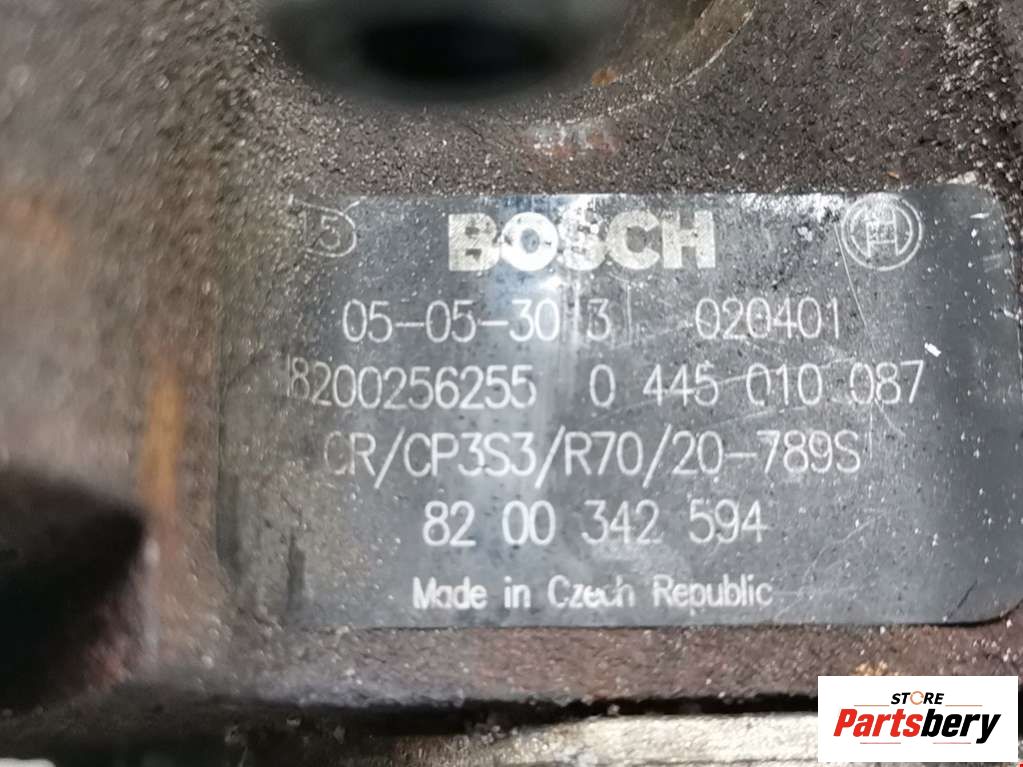 5 BOSCH
05-05-3013 020401
8200256255 0 445 010 087
CR/CP3S3/R70/20-789S
82 00 342 594
Made in Czech Republic
STORE
Partsbery